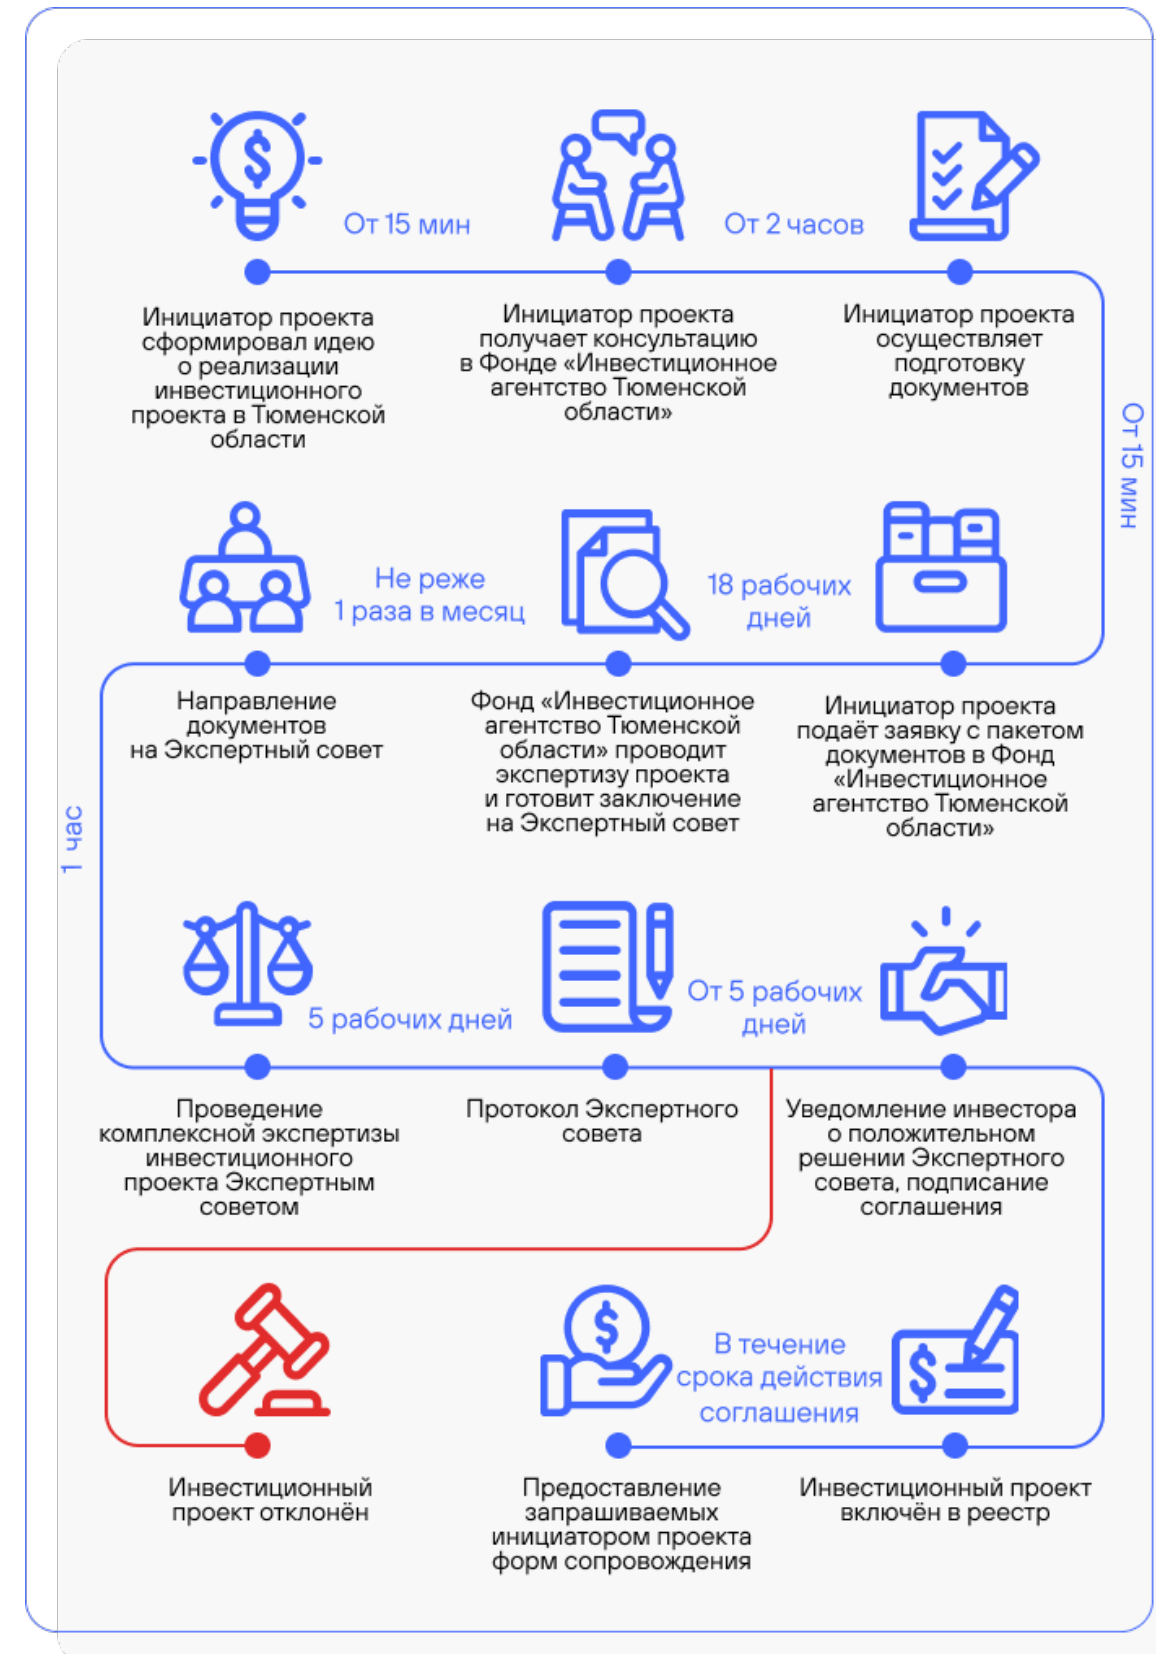 От 15 мин
От 2 часов
Инициатор проекта
сформировал идею
о реализации
инвестиционного
проекта в Тюменской
области
Инициатор проекта
получает консультацию
в Фонде «Инвестиционное
агентство Тюменской
области»
Инициатор проекта
осуществляет
подготовку
документов
От 15 мин
18 рабочих
дней
Инициатор проекта
подаёт заявку с пакетом
документов в Фонд
«Инвестиционное
агентство Тюменской
области»
Не реже
1 раза в месяц
Фонд «Инвестиционное
агентство Тюменской
области» проводит
экспертизу проекта
и готовит заключение
на Экспертный совет
Направление
документов
на Экспертный совет
1 час
5 рабочих дней
Проведение
комплексной экспертизы
инвестиционного
проекта Экспертным
советом
От 5 рабочих
дней
Протокол Экспертного
совета
Уведомление инвестора
о положительном
решении Экспертного
совета, подписание
соглашения
В течение
срока действия
соглашения
Инвестиционный
проект отклонён
Предоставление
запрашиваемых
инициатором проекта
форм сопровождения
Инвестиционный проект
включён в реестр